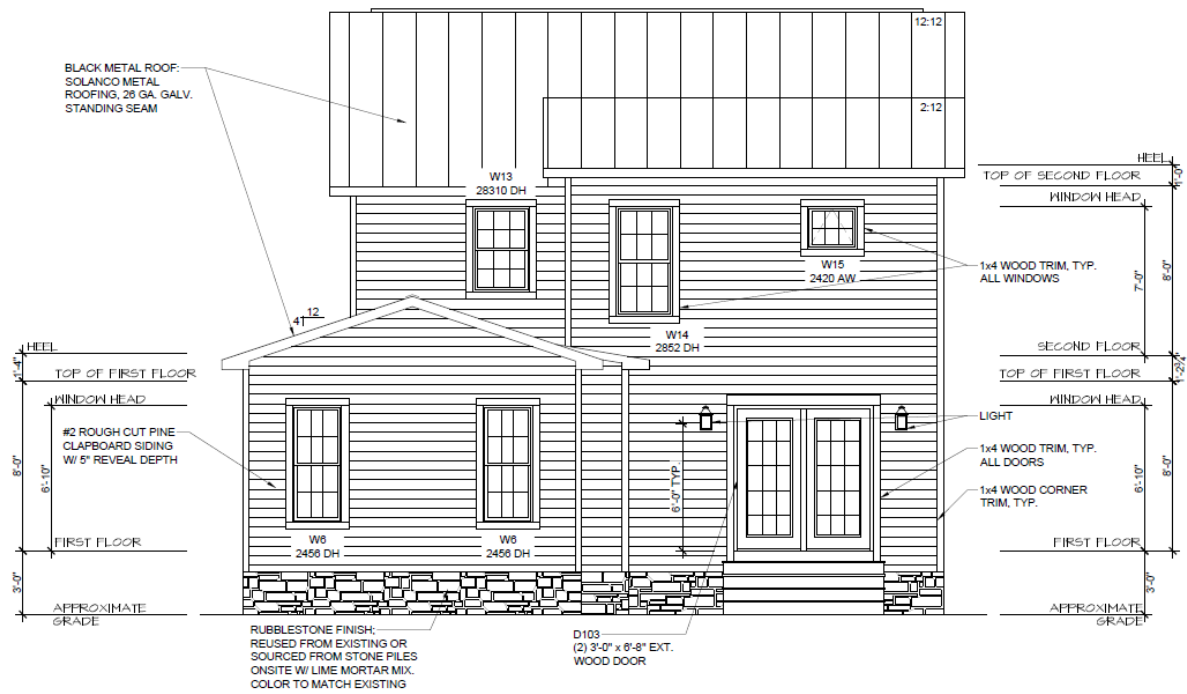 12:12
BLACK METAL ROOF:
SOLANCO METAL
ROOFING, 26 GA. GALV.
STANDING SEAM
2:12
HEEL
TOP OF SECOND FLOOR
1'-0"
W13
28310 DH
WINDOW HEAD
W15
2420 AW
1x4 WOOD TRIM, TYP.
ALL WINDOWS
7'-0"
8'-0"
12
4
W14
2852 DH
HEEL
1'-4"
TOP OF FIRST FLOOR
SECOND FLOOR
1'-2¾"
TOP OF FIRST FLOOR
WINDOW HEAD
WINDOW HEAD
LIGHT
#2 ROUGH CUT PINE
CLAPBOARD SIDING
W/ 5" REVEAL DEPTH
8'-0"
6'-10"
6'-0" TYP.
1x4 WOOD TRIM, TYP.
ALL DOORS
1x4 WOOD CORNER
TRIM, TYP.
6'-10"
8'-0"
W6
2456 DH
W6
2456 DH
FIRST FLOOR
FIRST FLOOR
3'-0"
3'-0"
APPROXIMATE
GRADE
APPROXIMATE
GRADE
RUBBLESTONE FINISH;
REUSED FROM EXISTING OR
SOURCED FROM STONE PILES
ONSITE W/ LIME MORTAR MIX.
COLOR TO MATCH EXISTING
D103
(2) 3'-0" x 6'-8" EXT.
WOOD DOOR